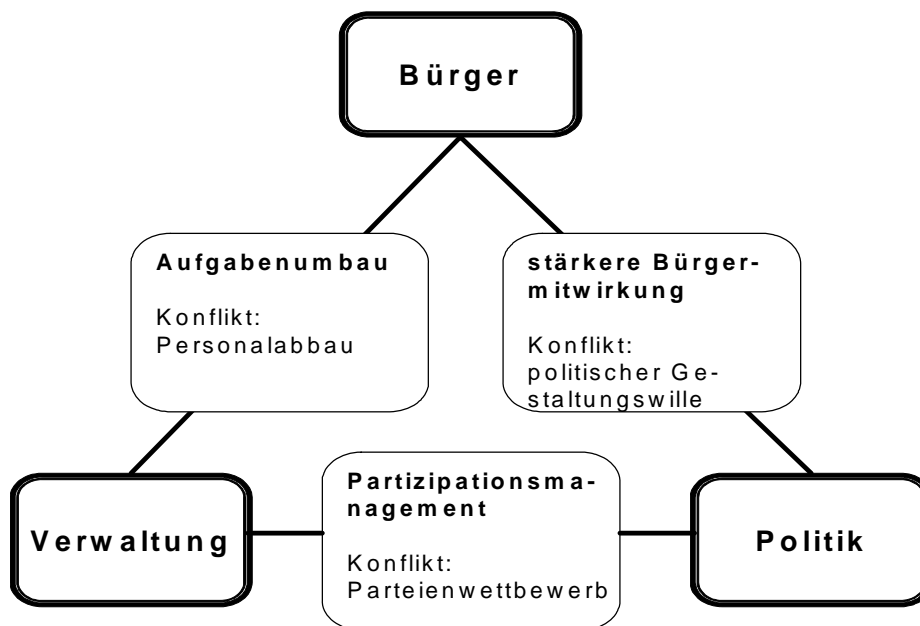 Bürger
Aufgabenumbau
Konflikt:
Personalabbau
stärkere Bürger-
mitwirkung
Konflikt:
politischer Ge-
staltungswille
Verwaltung
Partizipationsma-
nagement
Konflikt:
Parteienwettbewerb
Politik